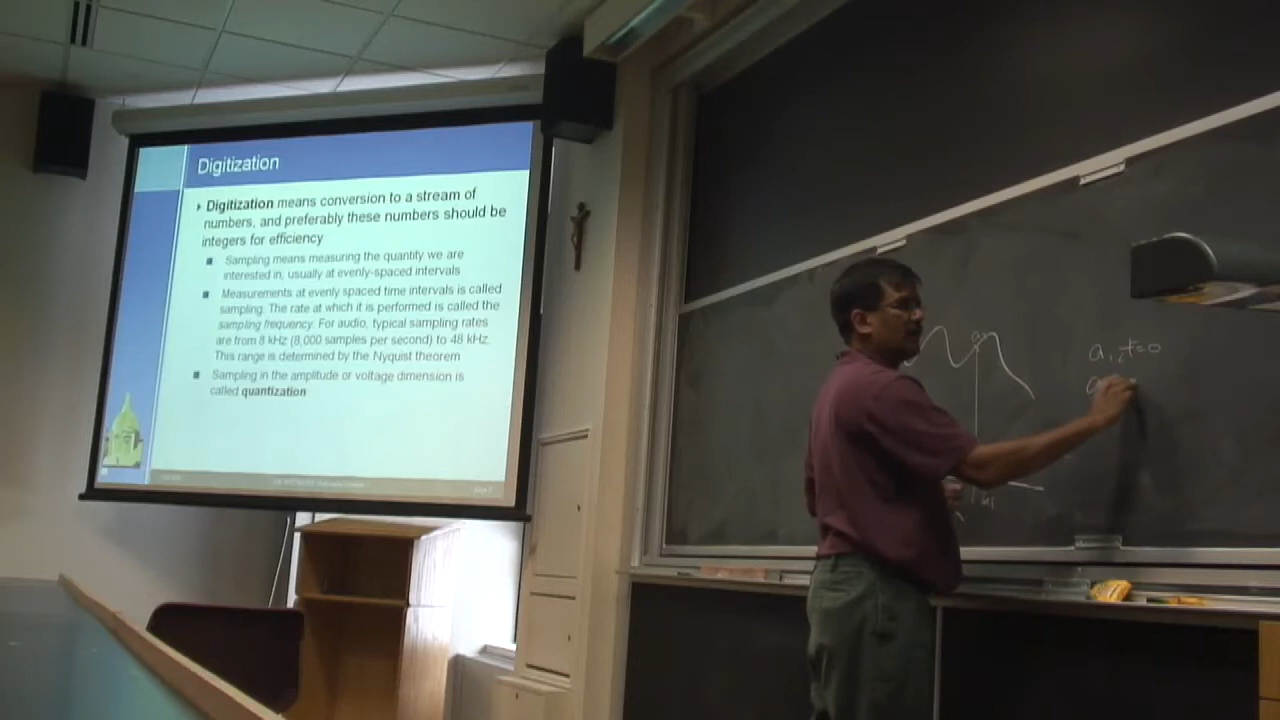 Digitization
Digitization means conversion to a stream of
numbers, and preferably these numbers should be
integers for efficiency
Sampling means measuring the quantity we are
interested in, usually at evenly-spaced intervals
Measurements at evenly spaced time intervals is called
sampling. The rate at which it is performed is called the
sampling frequency. For audio, typical sampling rates
are from 8 kHz (8,000 samples per second) to 48 kHz.
This range is determined by the Nyquist theorem
Sampling in the amplitude or voltage dimension is
called quantization
a, t=0